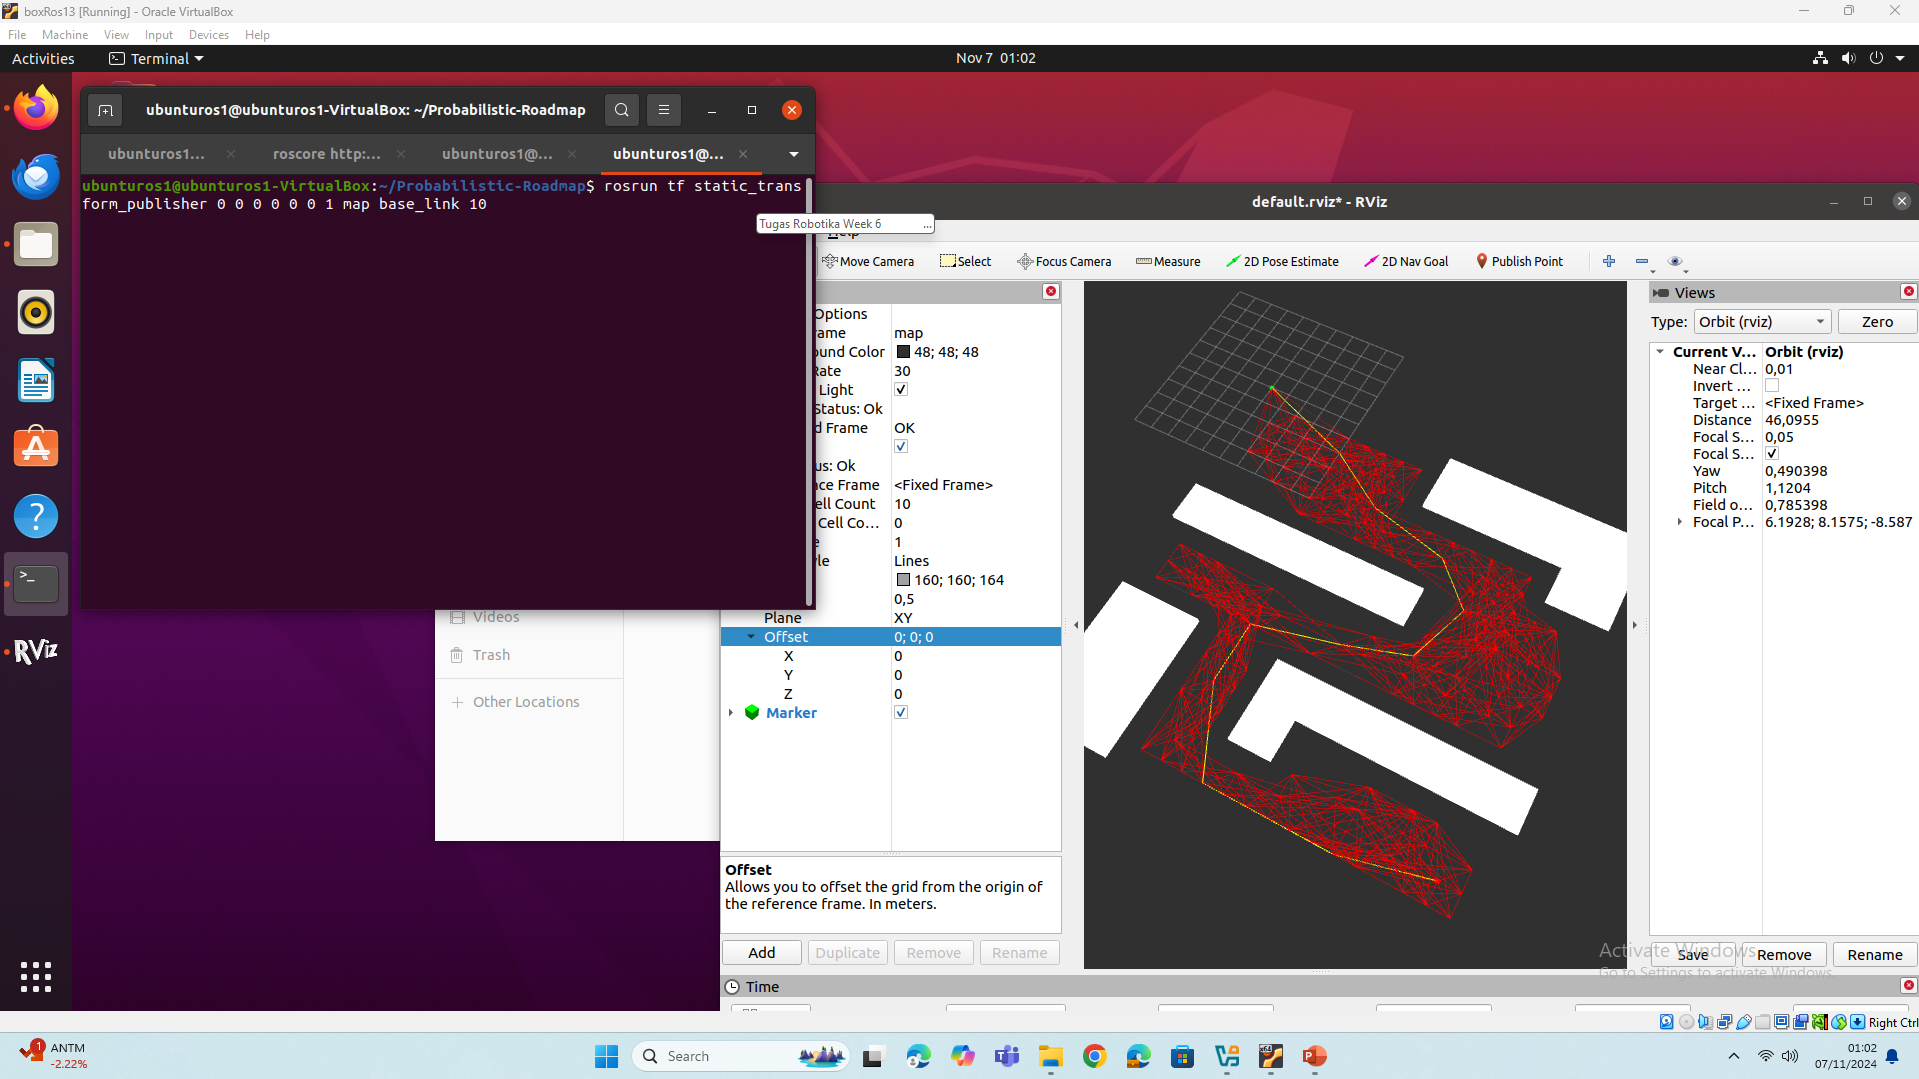 boxRos13 [Running] - Oracle VirtualBox
File Machine View Input Devices Help
Activities
Terminal
Nov 7 01:02
ubunturos1@ubunturos1-VirtualBox: ~/Probabilistic-Roadmap
ubunturos1... roscore http:... ubunturos1@... ubunturos1@...
ubunturos1@ubunturos1-VirtualBox:~/Probabilistic-Roadmap$ rosrun tf static_trans
form_publisher 0 0 0 0 0 0 1 map base_link 10
Tugas Robotika Week 6 ...
default.rviz* - RViz
Help
Move Camera Select Focus Camera Measure 2D Pose Estimate 2D Nav Goal Publish Point
Options
rame map
ound Color 48; 48; 48
Rate 30
Light
Status: Ok
d Frame OK
us: Ok
nce Frame <Fixed Frame>
ell Count 10
Cell Co... 0
e 1
yle Lines
160; 160; 164
0,5
Plane XY
Offset 0; 0; 0
X 0
Y 0
Z 0
Marker
Offset
Allows you to offset the grid from the origin of
the reference frame. In meters.
Add Duplicate Remove Rename
Time
Videos
Trash
Other Locations
RViz
Views
Type: Orbit (rviz) Zero
Current V... Orbit (rviz)
Near Cl... 0,01
Invert ...
Target ... <Fixed Frame>
Distance 46,0955
Focal S... 0,05
Focal S...
Yaw 0,490398
Pitch 1,1204
Field o... 0,785398
Focal P... 6.1928; 8.1575; -8.587
Save Remove Rename
Activate Windows
Go to Settings to activate Windows.
Right Ctrl
1
ANTM
-2.22%
Search
01:02
07/11/2024